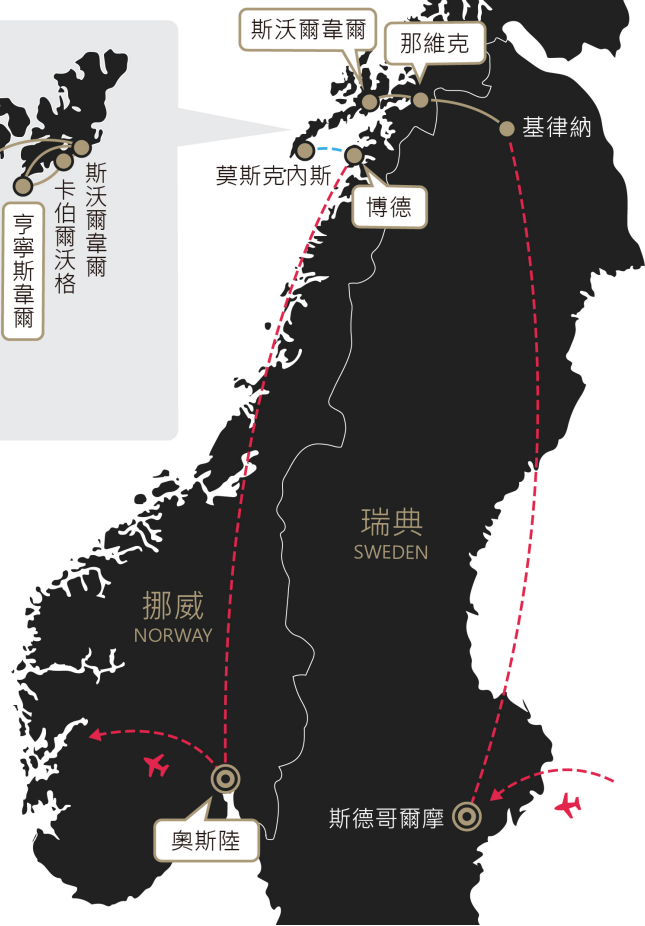 斯沃爾韋爾
那維克
基律納
莫斯克內斯
博德
斯沃爾韋爾
卡伯爾沃格
亨寧斯韋爾
瑞典
SWEDEN
挪威
NORWAY
斯德哥爾摩
奧斯陸